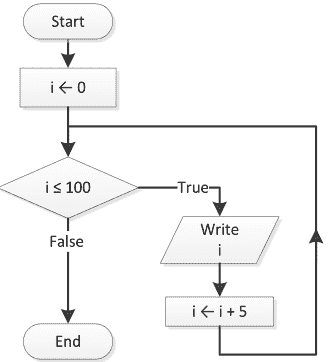 Start
i ← 0
i ≤ 100
True
Write
i
False
i ← i + 5
End